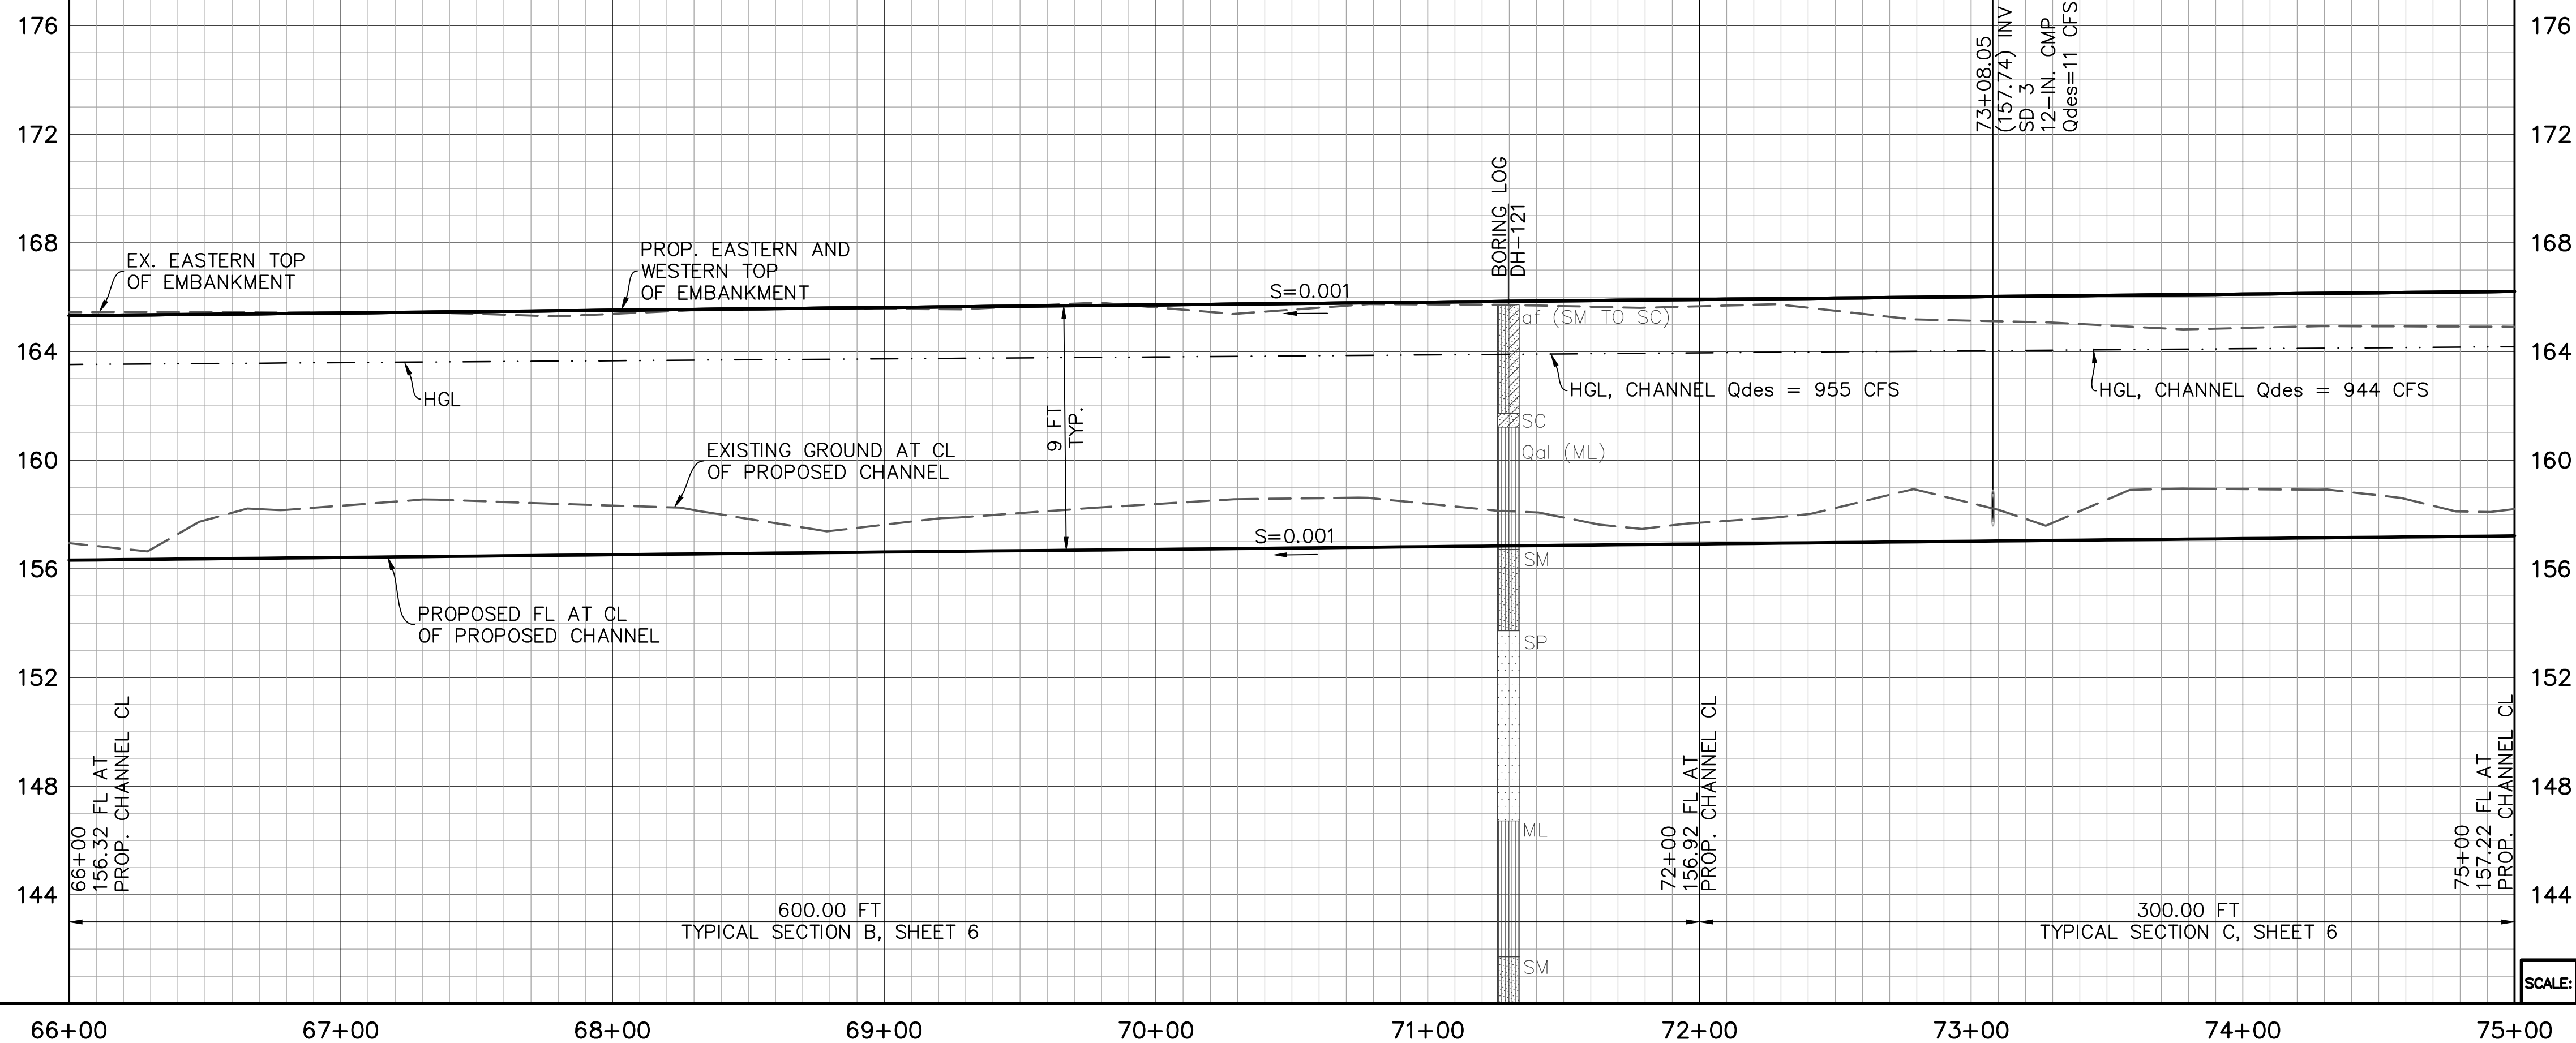 176
172
168
164
160
156
152
148
144
176
172
168
164
160
156
152
148
144
73+08.05
(157.74) INV
SD 3
12-IN. CMP
Qdes=11 CFS
BORING LOG
DH-121
EX. EASTERN TOP
OF EMBANKMENT
PROP. EASTERN AND
WESTERN TOP
OF EMBANKMENT
S=0.001
af (SM TO SC)
HGL
HGL, CHANNEL Qdes = 955 CFS
HGL, CHANNEL Qdes = 944 CFS
9 FT
TYP.
SC
Qal (ML)
EXISTING GROUND AT CL
OF PROPOSED CHANNEL
S=0.001
SM
PROPOSED FL AT CL
OF PROPOSED CHANNEL
SP
ML
SM
66+00
156.32 FL AT
PROP. CHANNEL CL
72+00
156.92 FL AT
PROP. CHANNEL CL
75+00
157.22 FL AT
PROP. CHANNEL CL
600.00 FT
TYPICAL SECTION B, SHEET 6
300.00 FT
TYPICAL SECTION C, SHEET 6
SCALE:
66+00
67+00
68+00
69+00
70+00
71+00
72+00
73+00
74+00
75+00